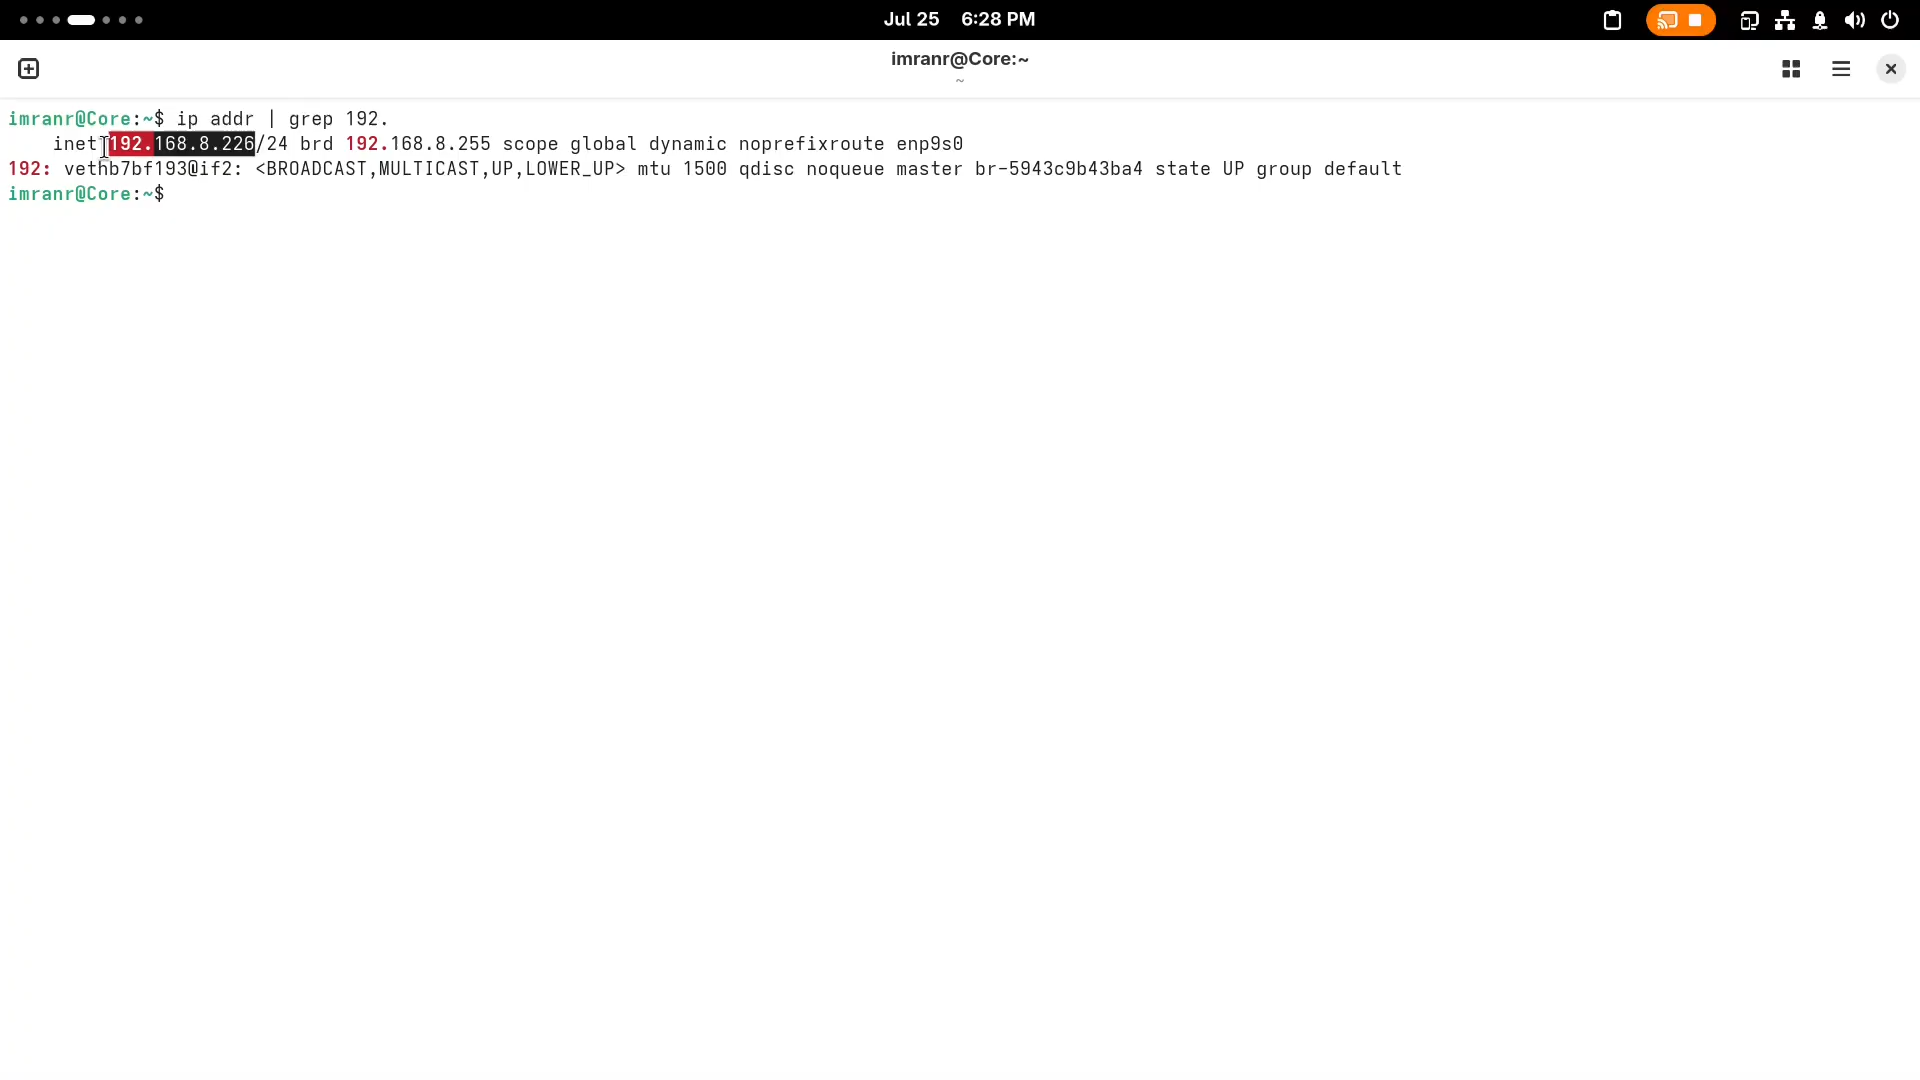 Jul 25 6:28 PM
imranr@Core:~
~
imranr@Core:~$ ip addr | grep 192.
inet 192.168.8.226/24 brd 192.168.8.255 scope global dynamic noprefixroute enp9s0
192: vethb7bf193@if2: <BROADCAST,MULTICAST,UP,LOWER_UP> mtu 1500 qdisc noqueue master br-5943c9b43ba4 state UP group default
imranr@Core:~$